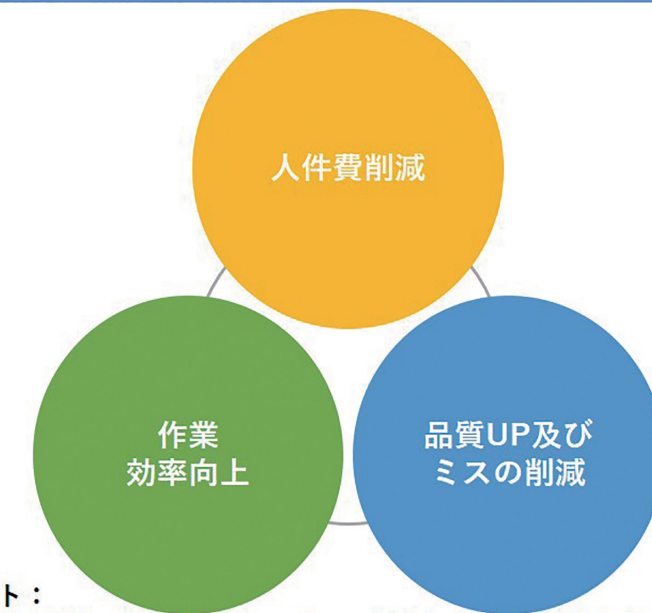 人件費削減
作業
効率向上
品質UP及び
ミスの削減
ト：